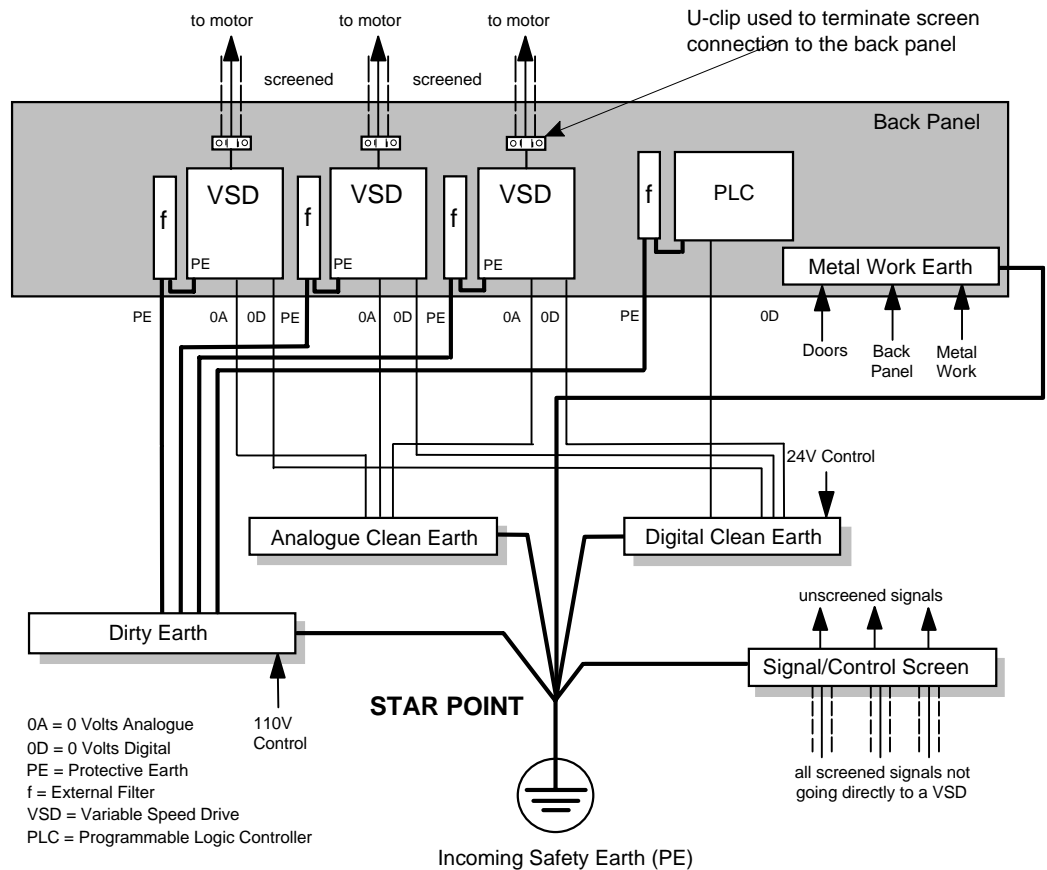 to motor
to motor
to motor
U-clip used to terminate screen
connection to the back panel
screened
screened
Back Panel
f
VSD
PE
f
VSD
PE
f
VSD
PE
f
PLC
Metal Work Earth
PE
0A
0D
PE
0A
0D
PE
0A
0D
PE
0D
Doors
Back
Panel
Metal
Work
24V Control
Analogue Clean Earth
Digital Clean Earth
unscreened signals
Dirty Earth
Signal/Control Screen
STAR POINT
110V
Control
0A = 0 Volts Analogue
0D = 0 Volts Digital
PE = Protective Earth
f = External Filter
VSD = Variable Speed Drive
PLC = Programmable Logic Controller
all screened signals not
going directly to a VSD
Incoming Safety Earth (PE)